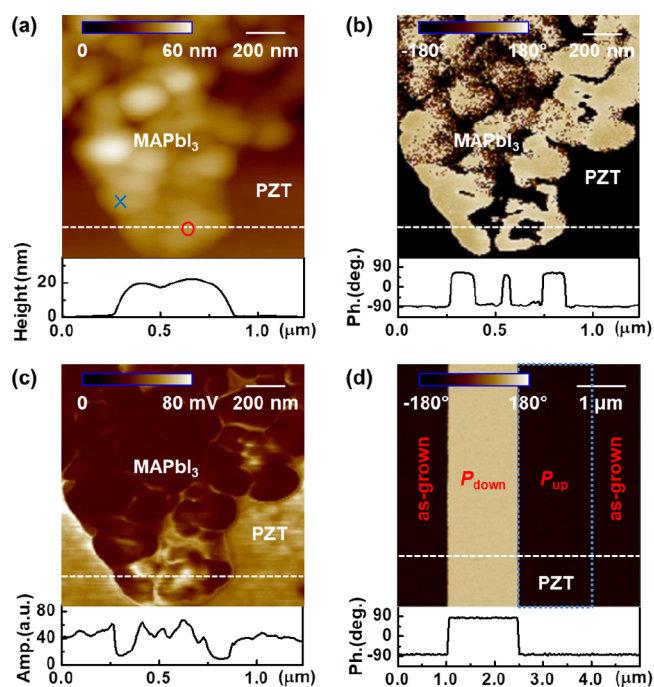 (a)
0 60 nm 200 nm
MAPbI3
PZT
Height (nm)
20
0
0.0 0.5 1.0 (μm)
(b)
-180° 180° 200 nm
MAPbI3
PZT
Ph.(deg.)
90
0
-90
0.0 0.5 1.0 (μm)
(c)
0 80 mV 200 nm
MAPbI3
PZT
Amp.(a.u.)
80
40
0
0.0 0.5 1.0 (μm)
(d)
-180° 180° 1 μm
as-grown
Pdown
Pup
as-grown
PZT
Ph.(deg.)
90
0
-90
0.0 1.0 2.0 3.0 4.0 (μm)